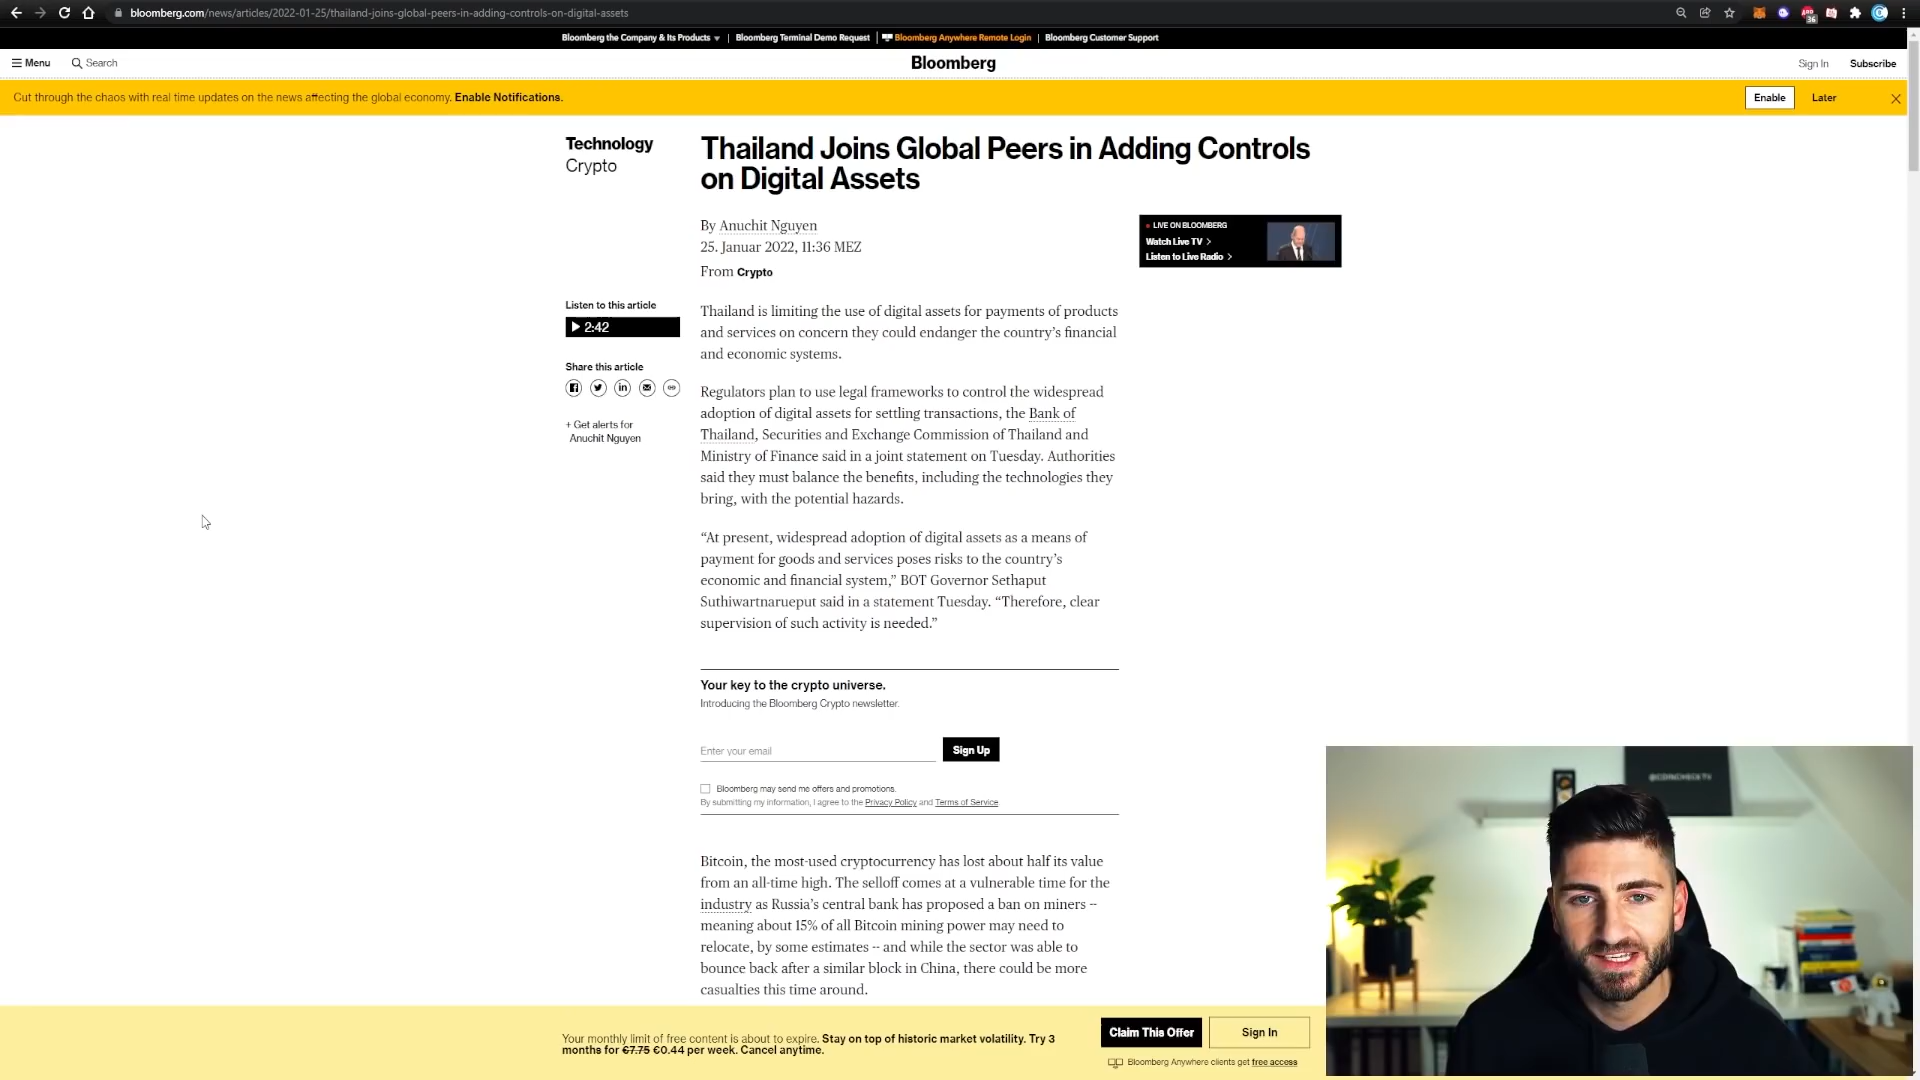 bloomberg.com/news/articles/2022-01-25/thailand-joins-global-peers-in-adding-controls-on-digital-assets
36
Bloomberg the Company & Its Products
Bloomberg Terminal Demo Request
Bloomberg Anywhere Remote Login
Bloomberg Customer Support
Menu
Search
Bloomberg
Sign In
Subscribe
Cut through the chaos with real time updates on the news affecting the global economy. Enable Notifications.
Enable
Later
Technology
Crypto
Thailand Joins Global Peers in Adding Controls
on Digital Assets
By Anuchit Nguyen
25. Januar 2022, 11:36 MEZ
From Crypto
LIVE ON BLOOMBERG
Watch Live TV
Listen to Live Radio
Listen to this article
2:42
Share this article
+ Get alerts for
Anuchit Nguyen
Thailand is limiting the use of digital assets for payments of products
and services on concern they could endanger the country’s financial
and economic systems.
Regulators plan to use legal frameworks to control the widespread
adoption of digital assets for settling transactions, the Bank of
Thailand, Securities and Exchange Commission of Thailand and
Ministry of Finance said in a joint statement on Tuesday. Authorities
said they must balance the benefits, including the technologies they
bring, with the potential hazards.
“At present, widespread adoption of digital assets as a means of
payment for goods and services poses risks to the country’s
economic and financial system,” BOT Governor Sethaput
Suthiwartnarueput said in a statement Tuesday. “Therefore, clear
supervision of such activity is needed.”
Your key to the crypto universe.
Introducing the Bloomberg Crypto newsletter.
Enter your email
Sign Up
Bloomberg may send me offers and promotions.
By submitting my information, I agree to the Privacy Policy and Terms of Service
Bitcoin, the most-used cryptocurrency has lost about half its value
from an all-time high. The selloff comes at a vulnerable time for the
industry as Russia’s central bank has proposed a ban on miners --
meaning about 15% of all Bitcoin mining power may need to
relocate, by some estimates -- and while the sector was able to
bounce back after a similar block in China, there could be more
casualties this time around.
@COINCHECKTV
Your monthly limit of free content is about to expire. Stay on top of historic market volatility. Try 3
months for €7.75 €0.44 per week. Cancel anytime.
Claim This Offer
Sign In
Bloomberg Anywhere clients get free access